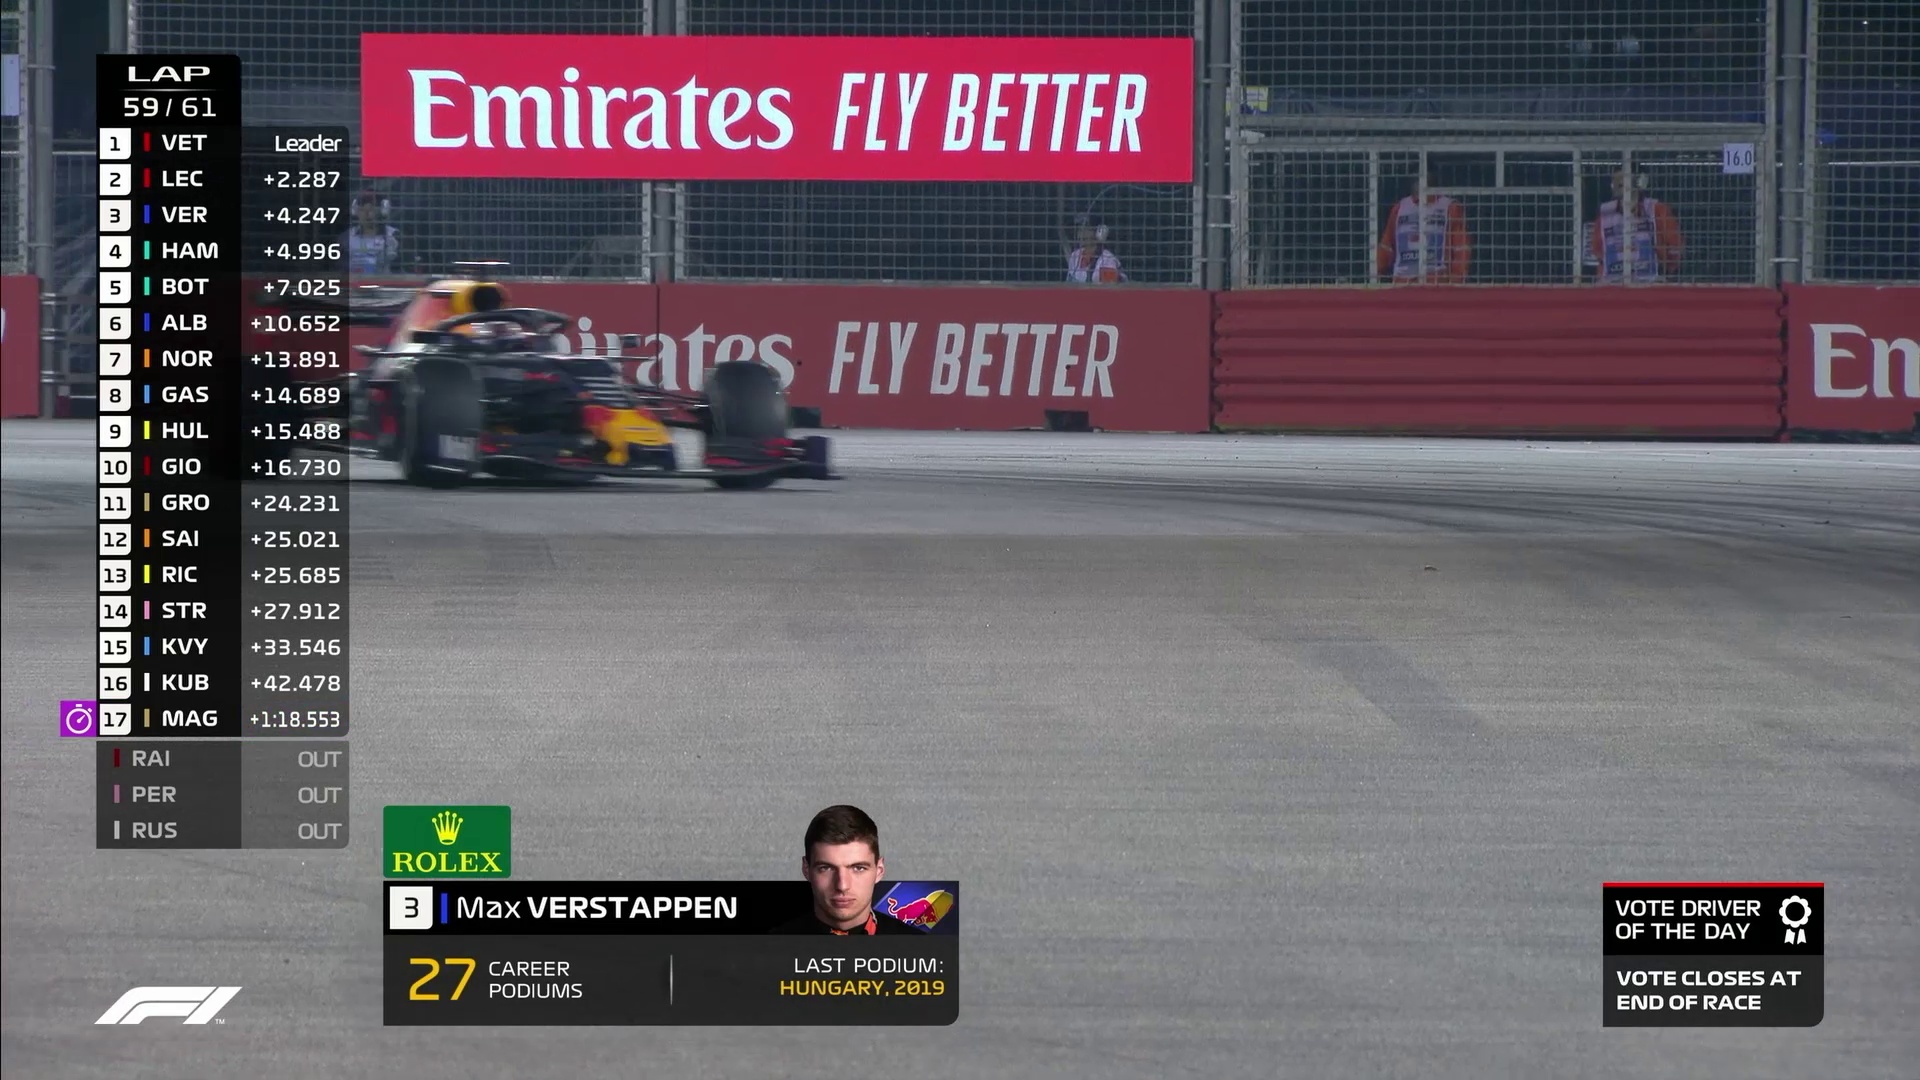 Emirates FLY BETTER
LAP
59 / 61
1 VET Leader
2 LEC +2.287
3 VER +4.247
4 HAM +4.996
5 BOT +7.025
6 ALB +10.652
7 NOR +13.891
8 GAS +14.689
9 HUL +15.488
10 GIO +16.730
11 GRO +24.231
12 SAI +25.021
13 RIC +25.685
14 STR +27.912
15 KVY +33.546
16 KUB +42.478
17 MAG +1:18.553
RAI OUT
PER OUT
RUS OUT
16.0
Emirates FLY BETTER
Em
ROLEX
3 Max VERSTAPPEN
27 CAREER
PODIUMS
LAST PODIUM:
HUNGARY, 2019
VOTE DRIVER
OF THE DAY
VOTE CLOSES AT
END OF RACE
F1 TM